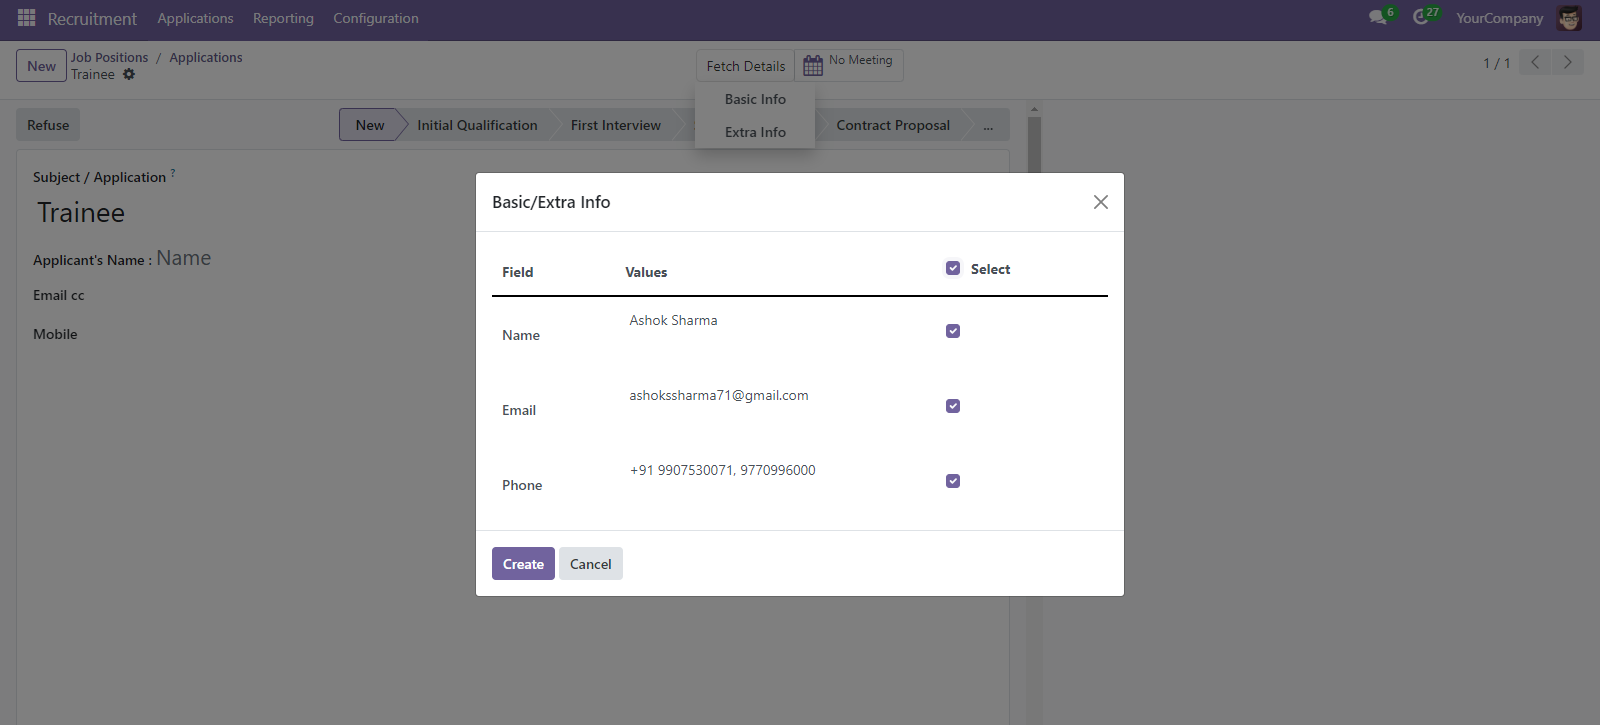 Recruitment Applications Reporting Configuration 6 27 YourCompany
New Job Positions / Applications
Trainee
Fetch Details No Meeting
1 / 1
Basic Info
Extra Info
Refuse New Initial Qualification First Interview Contract Proposal ...
Subject / Application ?
Trainee
Applicant's Name : Name
Email cc
Mobile
Basic/Extra Info
Field Values Select
Name Ashok Sharma
Email ashokssharma71@gmail.com
Phone +91 9907530071, 9770996000
Create Cancel